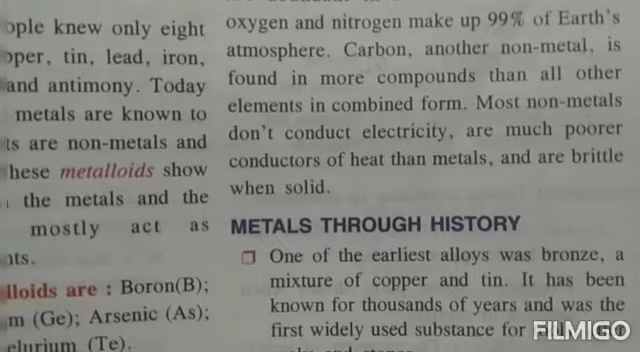 ople knew only eight
pper, tin, lead, iron,
and antimony. Today
metals are known to
ts are non-metals and
hese metalloids show
the metals and the
mostly act as
nts.
lloids are : Boron(B);
m (Ge); Arsenic (As);
elurium (Te).
oxygen and nitrogen make up 99% of Earth's
atmosphere. Carbon, another non-metal, is
found in more compounds than all other
elements in combined form. Most non-metals
don't conduct electricity, are much poorer
conductors of heat than metals, and are brittle
when solid.
METALS THROUGH HISTORY
❒ One of the earliest alloys was bronze, a
mixture of copper and tin. It has been
known for thousands of years and was the
first widely used substance for
FILMIGO